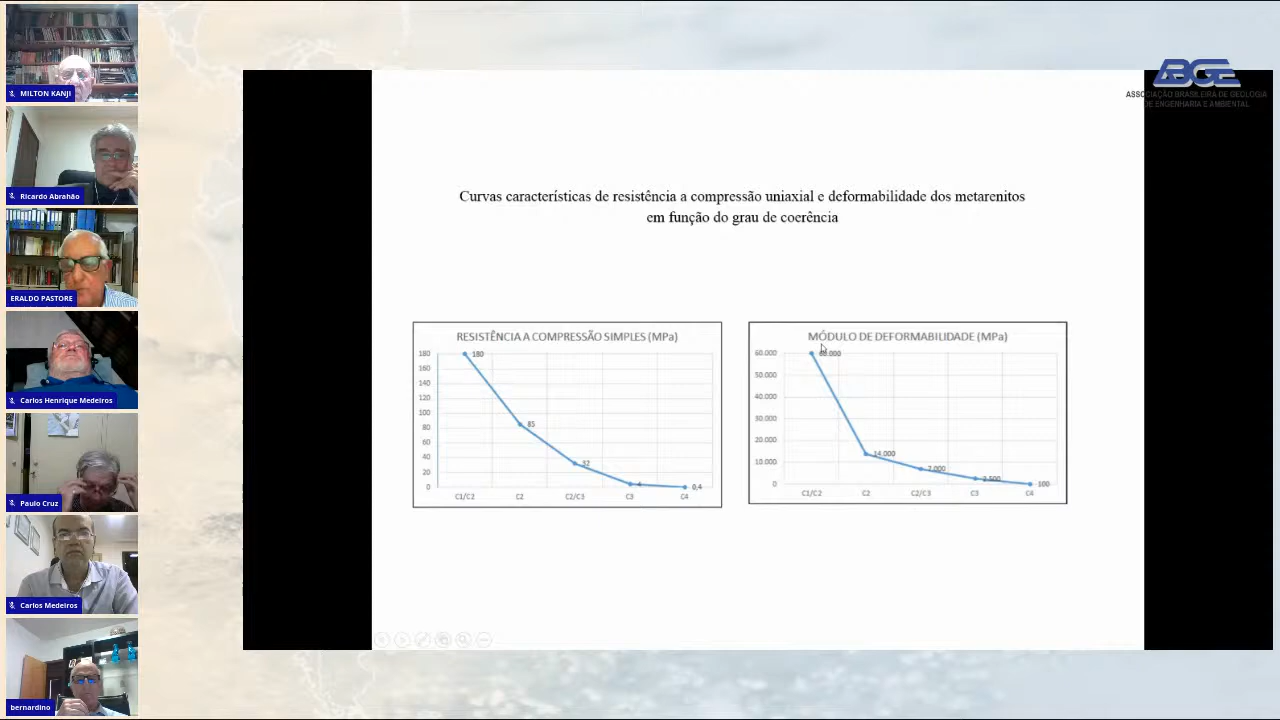 MILTON KANJI
Ricardo Abrahão
ERALDO PASTORE
Carlos Henrique Medeiros
Paulo Cruz
Carlos Medeiros
bernardino
ABGE
ASSOCIAÇÃO BRASILEIRA DE GEOLOGIA
DE ENGENHARIA E AMBIENTAL
Curvas características de resistência a compressão uniaxial e deformabilidade dos metarenitos
em função do grau de coerência
RESISTÊNCIA A COMPRESSÃO SIMPLES (MPa)
180
160
140
120
100
80
60
40
20
0
180
85
32
4
0,4
C1/C2 C2 C2/C3 C3 C4
MÓDULO DE DEFORMABILIDADE (MPa)
60.000
50.000
40.000
30.000
20.000
10.000
0
60.000
14.000
7.000
2.500
100
C1/C2 C2 C2/C3 C3 C4